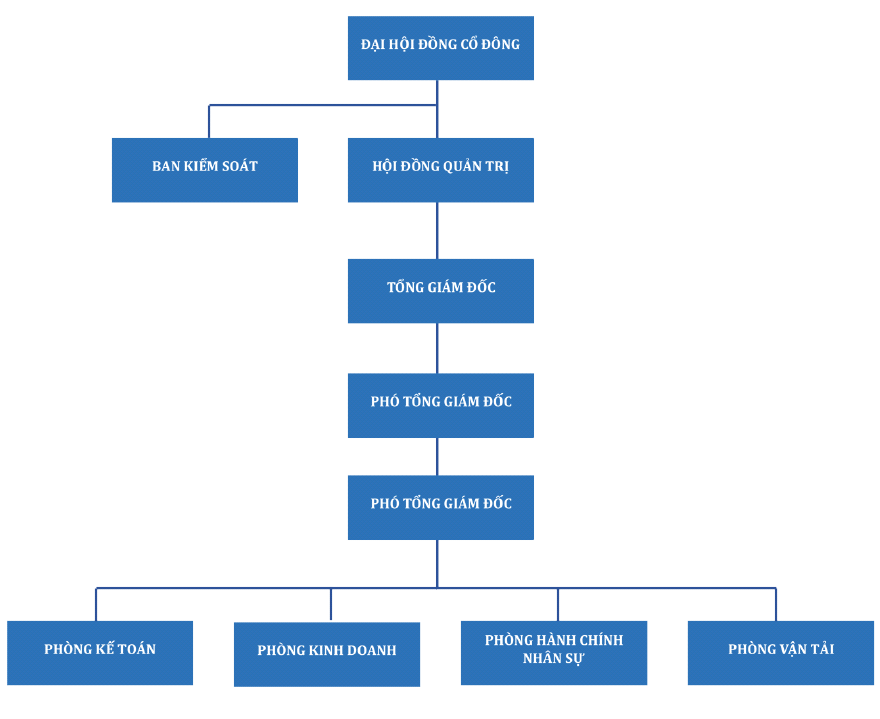 ĐẠI HỘI ĐỒNG CỔ ĐÔNG
BAN KIỂM SOÁT
HỘI ĐỒNG QUẢN TRỊ
TỔNG GIÁM ĐỐC
PHÓ TỔNG GIÁM ĐỐC
PHÓ TỔNG GIÁM ĐỐC
PHÒNG KẾ TOÁN
PHÒNG KINH DOANH
PHÒNG HÀNH CHÍNH
NHÂN SỰ
PHÒNG VẬN TẢI